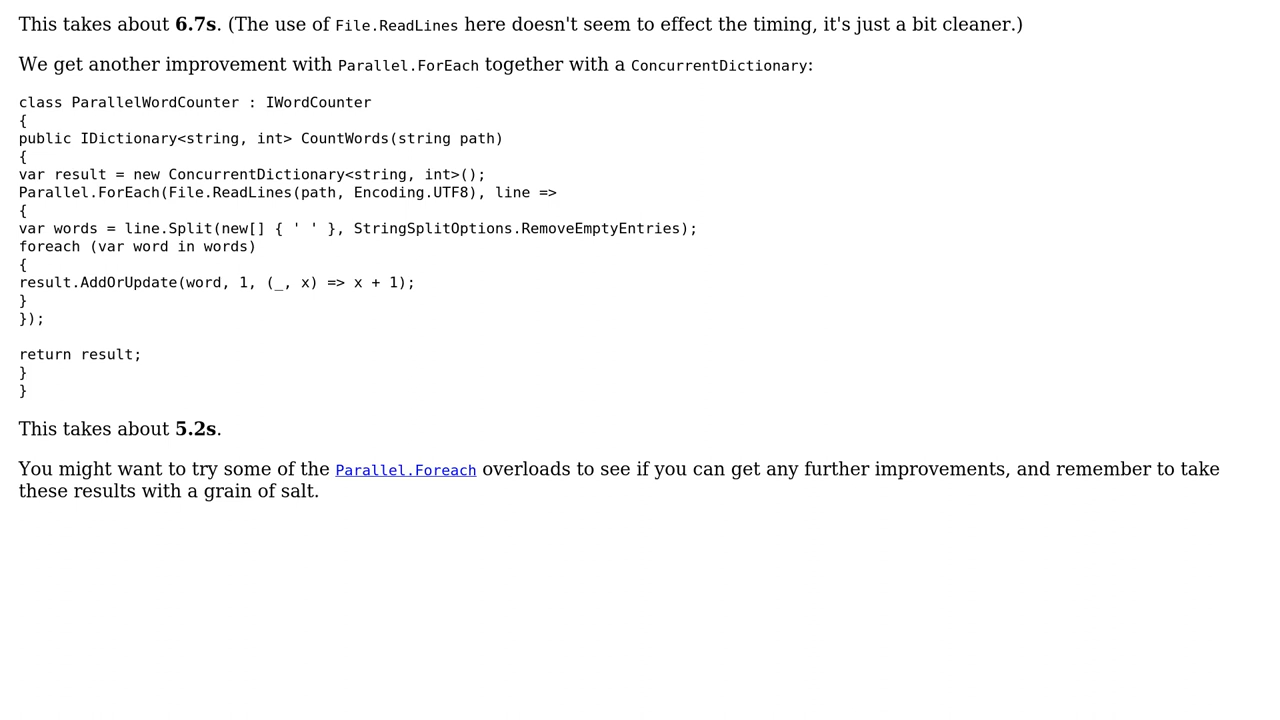 This takes about 6.7s. (The use of File.ReadLines here doesn't seem to effect the timing, it's just a bit cleaner.)
We get another improvement with Parallel.ForEach together with a ConcurrentDictionary:
class ParallelWordCounter : IWordCounter
{
public IDictionary<string, int> CountWords(string path)
{
var result = new ConcurrentDictionary<string, int>();
Parallel.ForEach(File.ReadLines(path, Encoding.UTF8), line =>
{
var words = line.Split(new[] { ' ' }, StringSplitOptions.RemoveEmptyEntries);
foreach (var word in words)
{
result.AddOrUpdate(word, 1, (_, x) => x + 1);
}
});
return result;
}
}
This takes about 5.2s.
You might want to try some of the Parallel.Foreach overloads to see if you can get any further improvements, and remember to take
these results with a grain of salt.